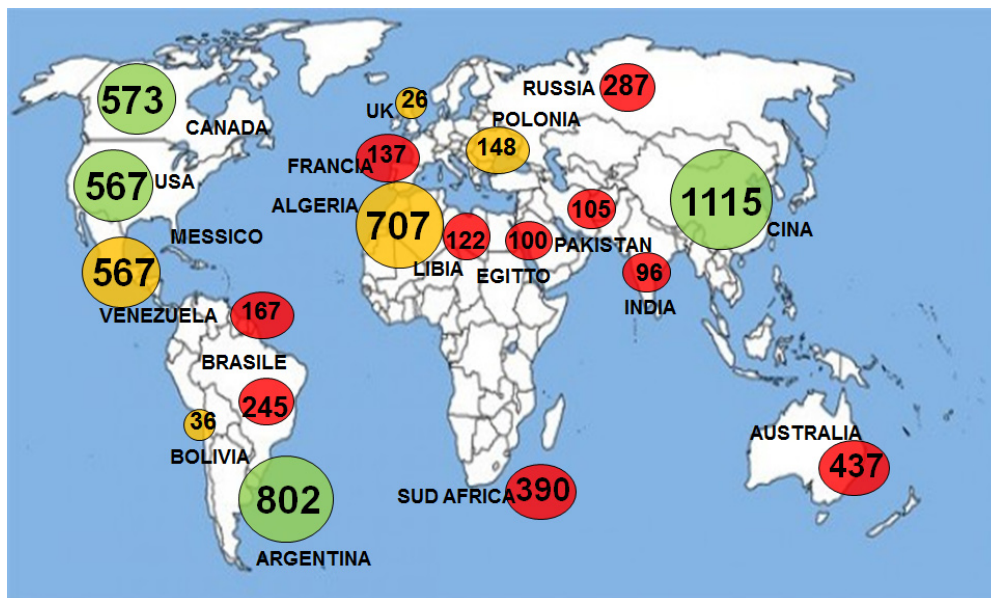 573
CANADA
567
USA
MESSICO
567
VENEZUELA
167
BRASILE
245
36
BOLIVIA
802
ARGENTINA
UK
26
POLONIA
148
FRANCIA
137
ALGERIA
707
122
LIBIA
100
EGITTO
RUSSIA
287
105
PAKISTAN
1115
CINA
96
INDIA
SUD AFRICA
390
AUSTRALIA
437